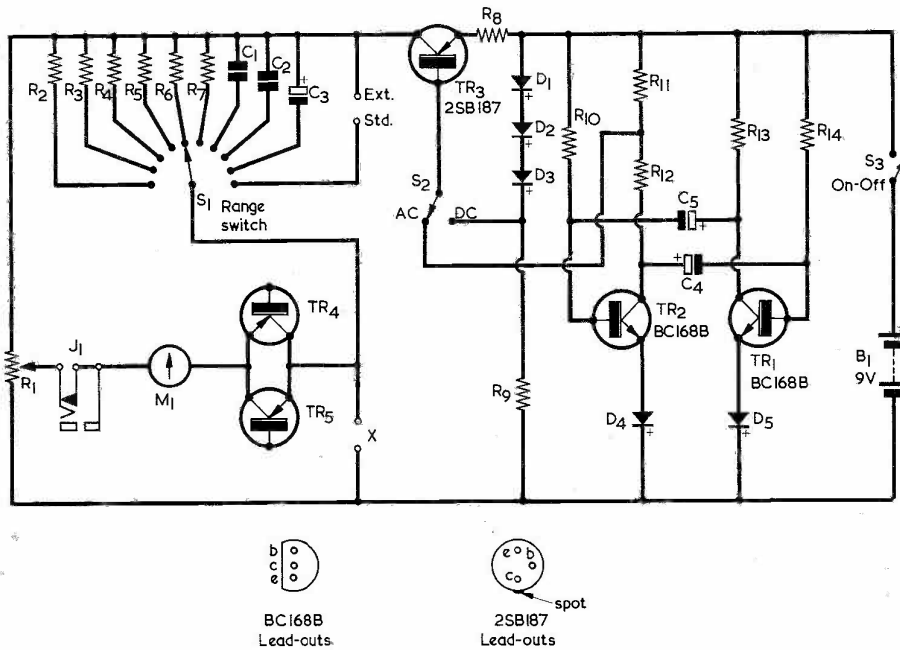 R8
C1
C2
+
C3
R2
R3
R4
R5
R6
R7
Ext.
Std.
TR3
2SB187
D1
+
D2
+
D3
+
R10
R11
R12
R13
R14
S3
On-Off
S1
Range
switch
S2
AC
DC
C5
+
+
C4
TR4
TR2
BC168B
TR1
BC168B
J1
R1
M1
TR5
X
R9
D4
+
D5
+
+
B1
9V
b
c
e
BC168B
Lead-outs
e
b
c
spot
2SB187
Lead-outs